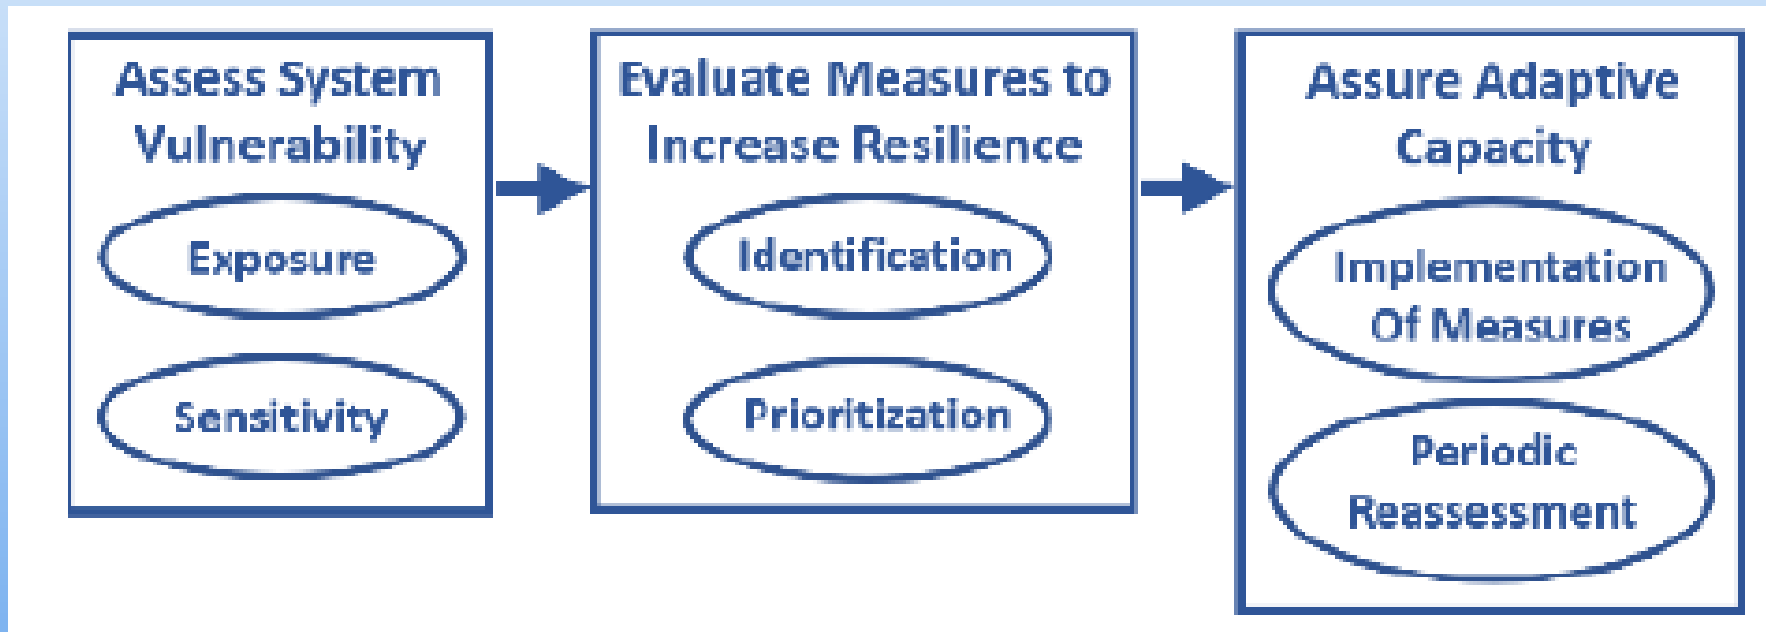 Assess System
Vulnerability
Exposure
Sensitivity
Evaluate Measures to
Increase Resilience
Identification
Prioritization
Assure Adaptive
Capacity
Implementation
Of Measures
Periodic
Reassessment